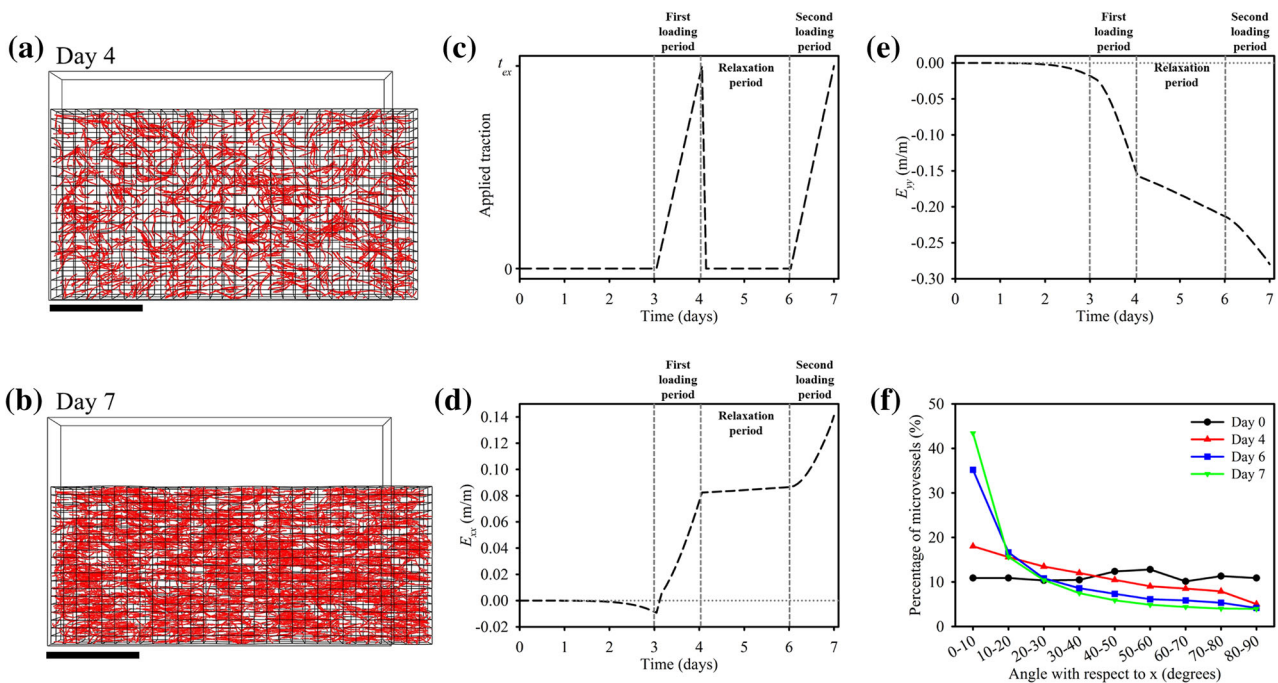 (a) Day 4
(b) Day 7
(c)
First
loading
period
Second
loading
period
Relaxation
period
Applied traction
t_ex
0
0 1 2 3 4 5 6 7
Time (days)
(d)
First
loading
period
Second
loading
period
Relaxation
period
E_xx (m/m)
0.14
0.12
0.10
0.08
0.06
0.04
0.02
0.00
-0.02
0 1 2 3 4 5 6 7
Time (days)
(e)
First
loading
period
Second
loading
period
Relaxation
period
E_yy (m/m)
0.00
-0.05
-0.10
-0.15
-0.20
-0.25
-0.30
0 1 2 3 4 5 6 7
Time (days)
(f)
Percentage of microvessels (%)
50
40
30
20
10
0
Day 0
Day 4
Day 6
Day 7
0-10 10-20 20-30 30-40 40-50 50-60 60-70 70-80 80-90
Angle with respect to x (degrees)